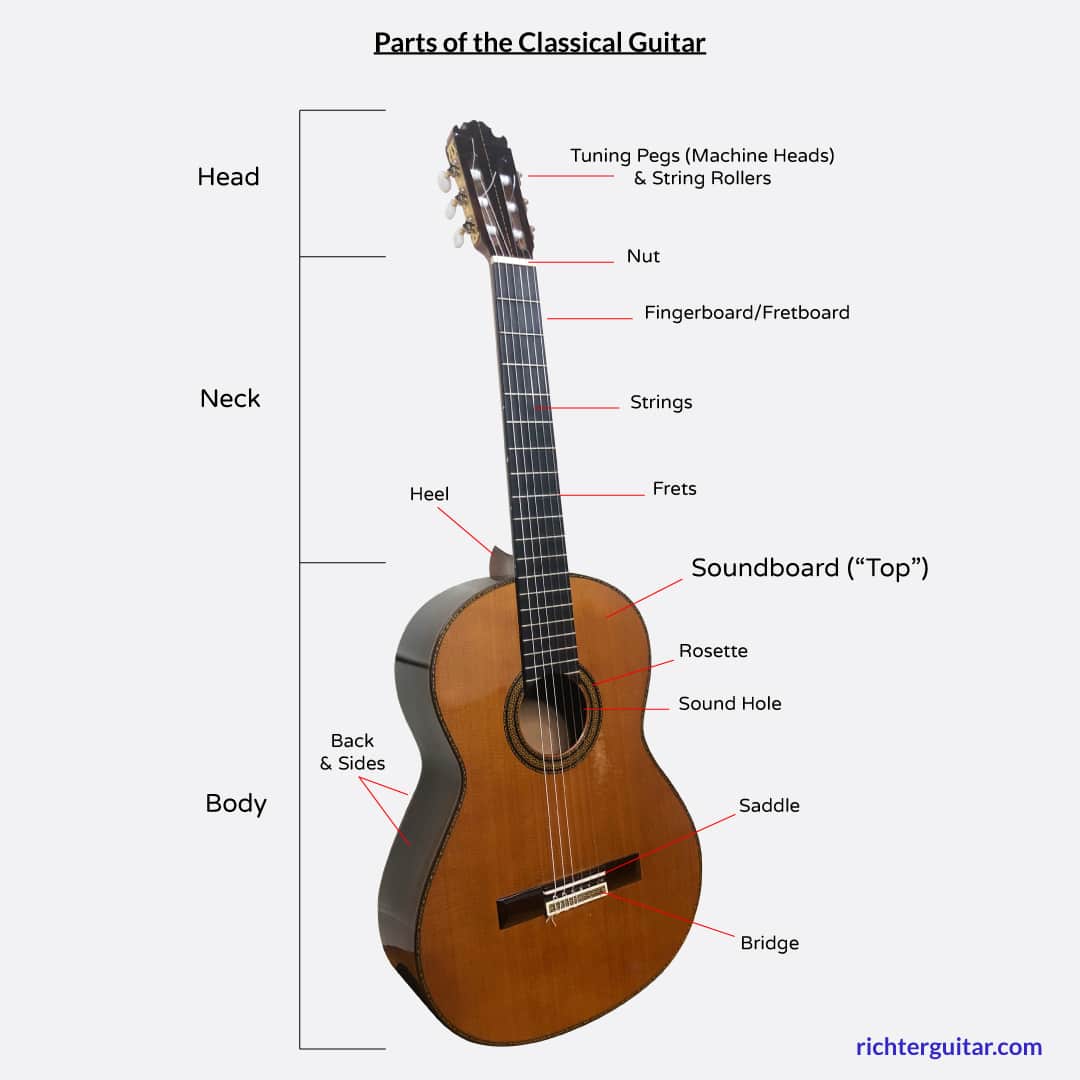 Parts of the Classical Guitar
Head
Tuning Pegs (Machine Heads)
& String Rollers
Nut
Fingerboard/Fretboard
Neck
Strings
Frets
Heel
Soundboard (“Top”)
Rosette
Sound Hole
Back
& Sides
Body
Saddle
Bridge
richterguitar.com